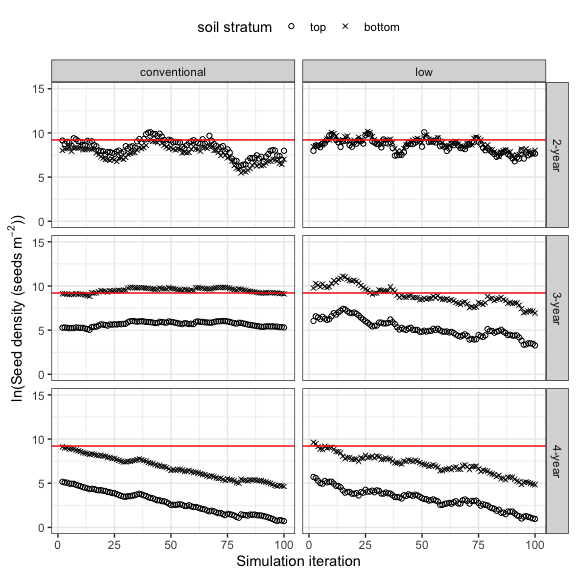 soil stratum top bottom
conventional low
15
10
5
0
2-year
15
10
5
0
3-year
15
10
5
0
4-year
ln(Seed density (seeds m⁻²))
0 25 50 75 100 0 25 50 75 100
Simulation iteration